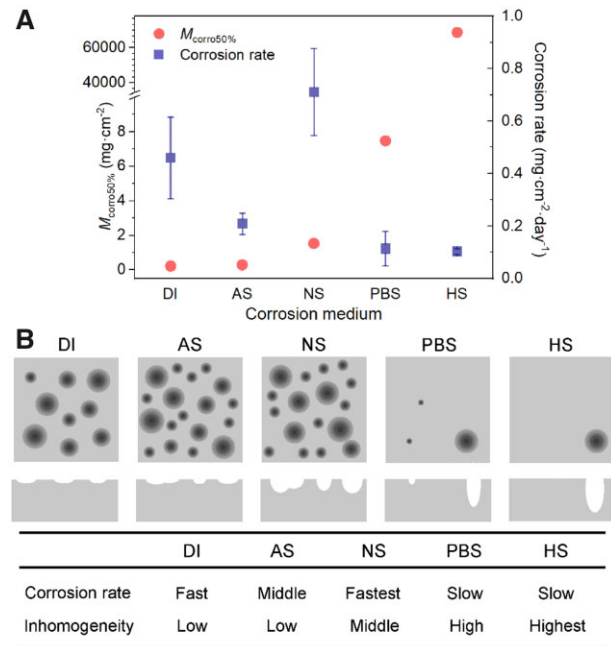 A
M_corro50%
Corrosion rate
60000
40000
8
6
4
2
0
M_corro50% (mg·cm⁻²)
1.0
0.8
0.6
0.4
0.2
0.0
Corrosion rate (mg·cm⁻²·day⁻¹)
DI AS NS PBS HS
Corrosion medium
B
DI AS NS PBS HS
DI AS NS PBS HS
Corrosion rate Fast Middle Fastest Slow Slow
Inhomogeneity Low Low Middle High Highest